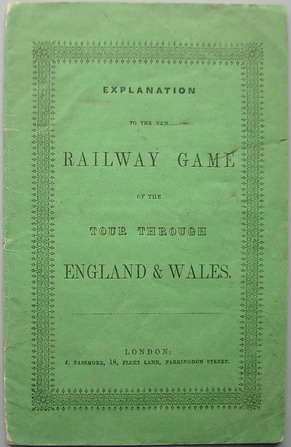 EXPLANATION
TO THE NEW
RAILWAY GAME
OF THE
TOUR THROUGH
ENGLAND & WALES.
LONDON:
J. PASSMORE, 18, FLEET LANE, FARRINGDON STREET.